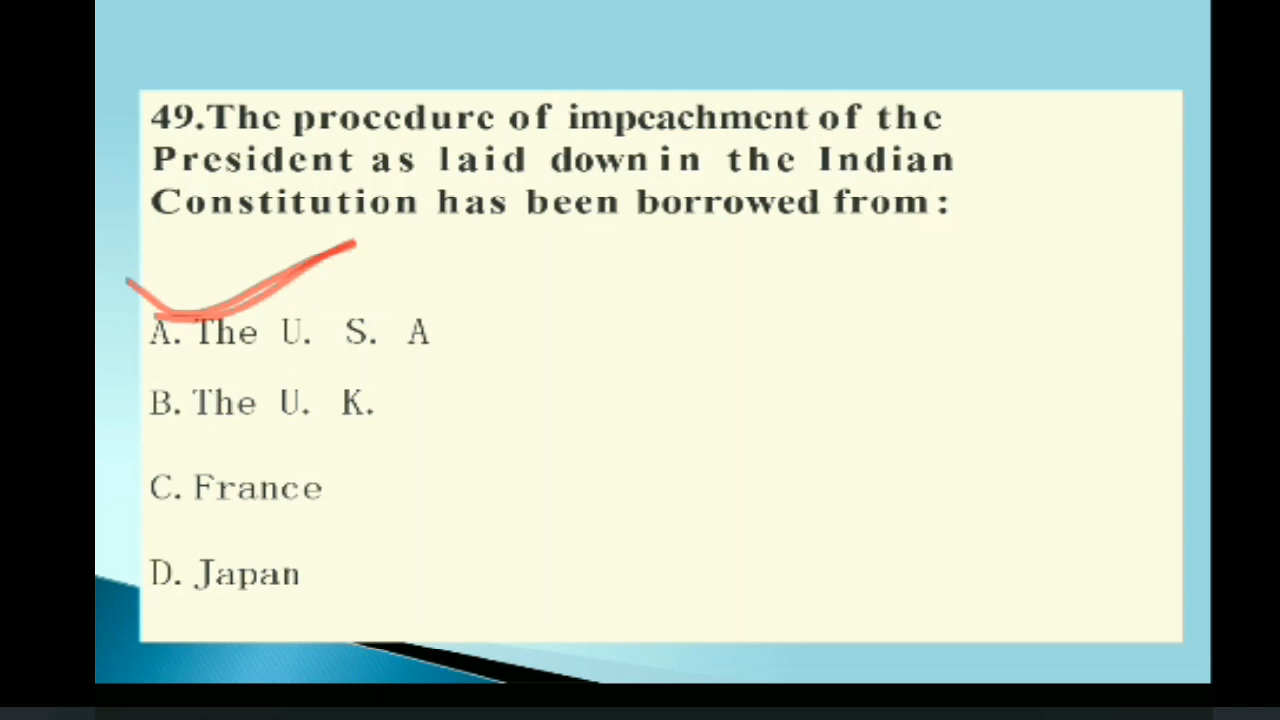 49.The procedure of impeachment of the
President as laid down in the Indian
Constitution has been borrowed from:
A. The U. S. A
B. The U. K.
C. France
D. Japan